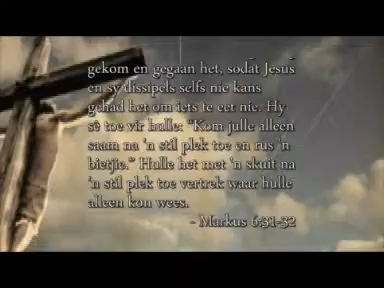 gekom en gegaan het, sodat Jesus
en sy dissipels selfs nie kans
gehad het om iets te eet nie. Hy
sê toe vir hulle: "Kom julle alleen
saam na 'n stil plek toe en rus 'n
bietjie." Hulle het met 'n skuit na
'n stil plek toe vertrek waar hulle
alleen kon wees.
- Markus 6:31-32